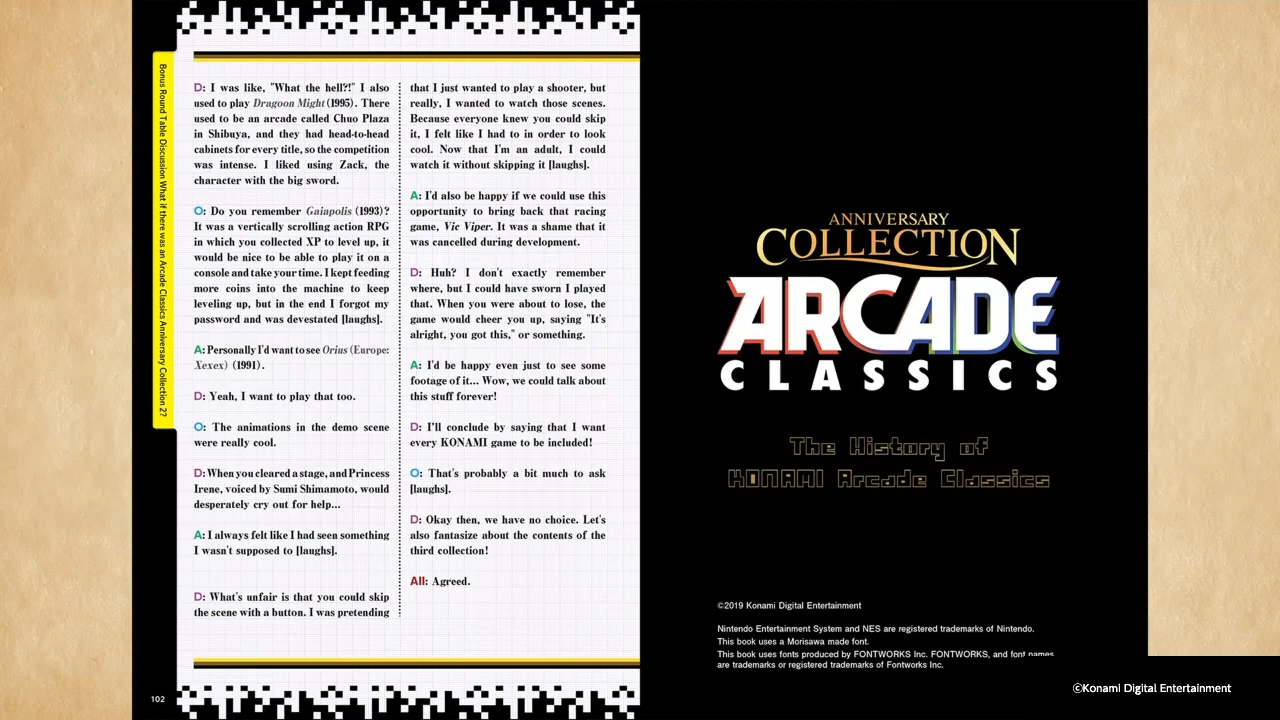 Bonus Round Table Discussion What if there was an Arcade Classics Anniversary Collection 2?
D: I was like, "What the hell?!" I also
used to play Dragoon Might (1995). There
used to be an arcade called Chuo Plaza
in Shibuya, and they had head-to-head
cabinets for every title, so the competition
was intense. I liked using Zack, the
character with the big sword.
O: Do you remember Gaiapolis (1993)?
It was a vertically scrolling action RPG
in which you collected XP to level up, it
would be nice to be able to play it on a
console and take your time. I kept feeding
more coins into the machine to keep
leveling up, but in the end I forgot my
password and was devastated [laughs].
A: Personally I'd want to see Orius (Europe:
Xexex) (1991).
D: Yeah, I want to play that too.
O: The animations in the demo scene
were really cool.
D: When you cleared a stage, and Princess
Irene, voiced by Sumi Shimamoto, would
desperately cry out for help...
A: I always felt like I had seen something
I wasn't supposed to [laughs].
D: What's unfair is that you could skip
the scene with a button. I was pretending
that I just wanted to play a shooter, but
really, I wanted to watch those scenes.
Because everyone knew you could skip
it, I felt like I had to in order to look
cool. Now that I'm an adult, I could
watch it without skipping it [laughs].
A: I'd also be happy if we could use this
opportunity to bring back that racing
game, Vic Viper. It was a shame that it
was cancelled during development.
D: Huh? I don't exactly remember
where, but I could have sworn I played
that. When you were about to lose, the
game would cheer you up, saying "It's
alright, you got this," or something.
A: I'd be happy even just to see some
footage of it... Wow, we could talk about
this stuff forever!
D: I'll conclude by saying that I want
every KONAMI game to be included!
O: That's probably a bit much to ask
[laughs].
D: Okay then, we have no choice. Let's
also fantasize about the contents of the
third collection!
All: Agreed.
102
ANNIVERSARY
COLLECTION
ARCADE
CLASSICS
The History of
KONAMI Arcade Classics
©2019 Konami Digital Entertainment
Nintendo Entertainment System and NES are registered trademarks of Nintendo.
This book uses a Morisawa made font.
This book uses fonts produced by FONTWORKS Inc. FONTWORKS, and font names
are trademarks or registered trademarks of Fontworks Inc.
©Konami Digital Entertainment